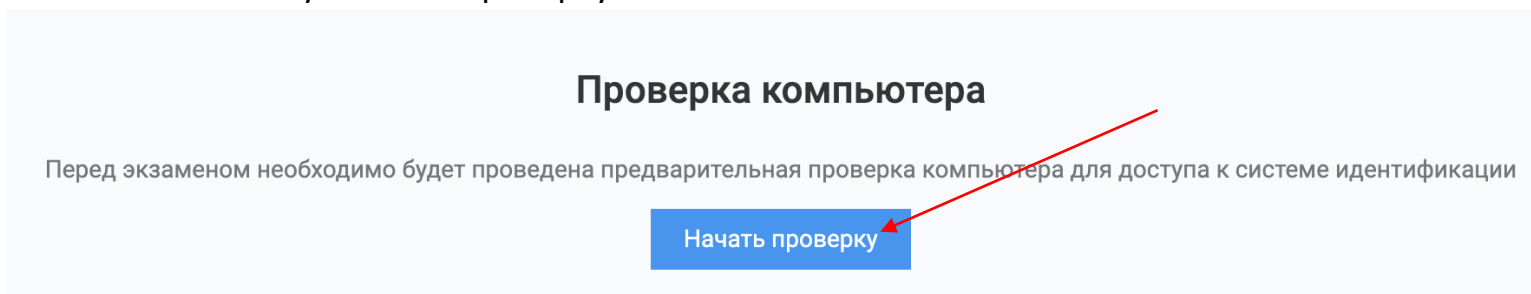 Проверка компьютера
Перед экзаменом необходимо будет проведена предварительная проверка компьютера для доступа к системе идентификации
Начать проверку